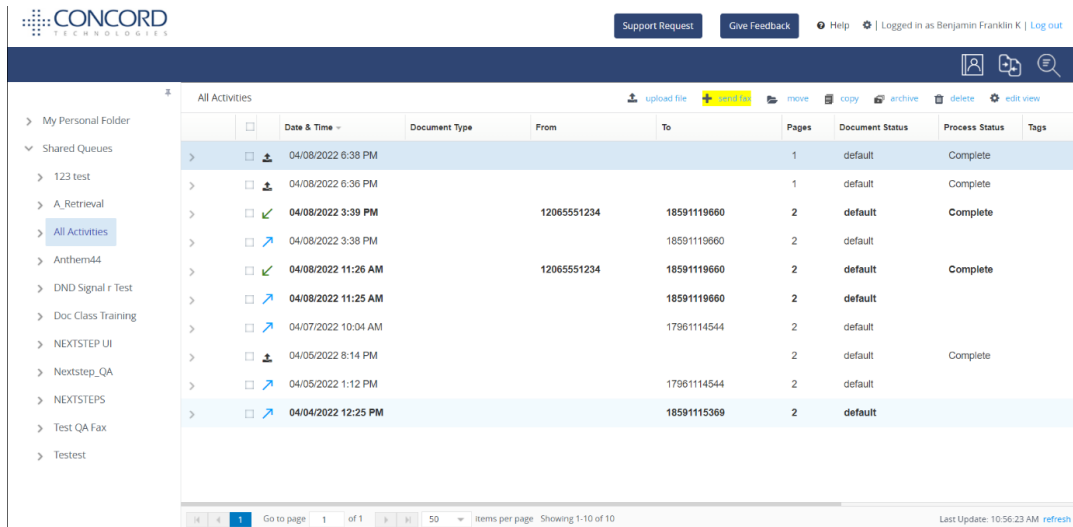 CONCORD
TECHNOLOGIES
Support Request
Give Feedback
Help | Logged in as Benjamin Franklin K | Log out
My Personal Folder
Shared Queues
123 test
A_Retrieval
All Activities
Anthem44
DND Signal r Test
Doc Class Training
NEXTSTEP UI
Nextstep_QA
NEXTSTEPS
Test QA Fax
Testest
All Activities upload file send fax move copy archive delete edit view
Date & Time Document Type From To Pages Document Status Process Status Tags
04/08/2022 6:38 PM 1 default Complete
04/08/2022 6:36 PM 1 default Complete
04/08/2022 3:39 PM 12065551234 18591119660 2 default Complete
04/08/2022 3:38 PM 18591119660 2 default
04/08/2022 11:26 AM 12065551234 18591119660 2 default Complete
04/08/2022 11:25 AM 18591119660 2 default
04/07/2022 10:04 AM 17961114544 2 default
04/05/2022 8:14 PM 2 default Complete
04/05/2022 1:12 PM 17961114544 2 default
04/04/2022 12:25 PM 18591115369 2 default
1 Go to page 1 of 1 50 items per page Showing 1-10 of 10 Last Update: 10:56:23 AM refresh